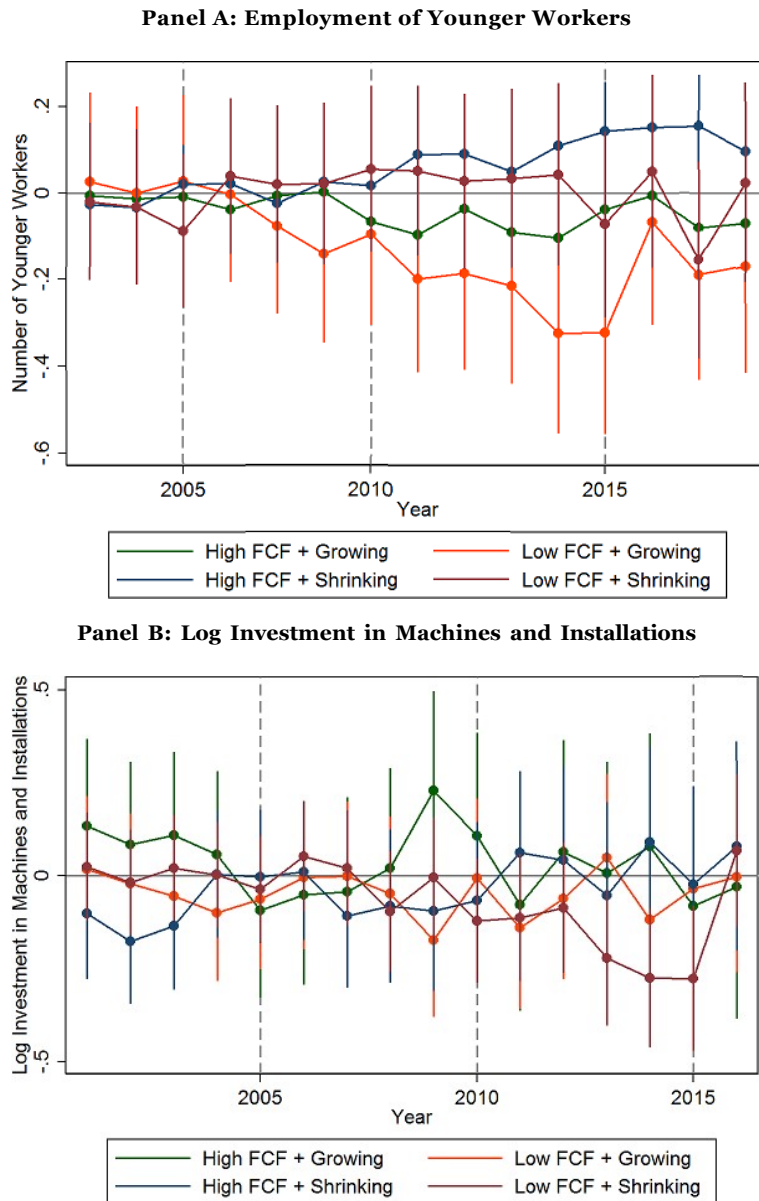 Panel A: Employment of Younger Workers
Number of Younger Workers
.2
0
-.2
-.4
-.6
2005 2010 2015
Year
High FCF + Growing Low FCF + Growing
High FCF + Shrinking Low FCF + Shrinking
Panel B: Log Investment in Machines and Installations
Log Investment in Machines and Installations
.5
0
-.5
2005 2010 2015
Year
High FCF + Growing Low FCF + Growing
High FCF + Shrinking Low FCF + Shrinking